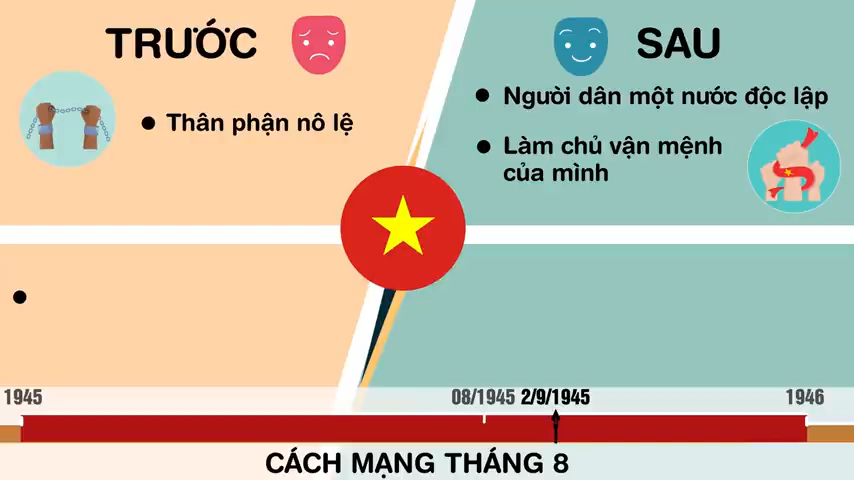 TRƯỚC
SAU
• Thân phận nô lệ
• Người dân một nước độc lập
• Làm chủ vận mệnh
của mình
•
1945
08/1945
2/9/1945
1946
CÁCH MẠNG THÁNG 8